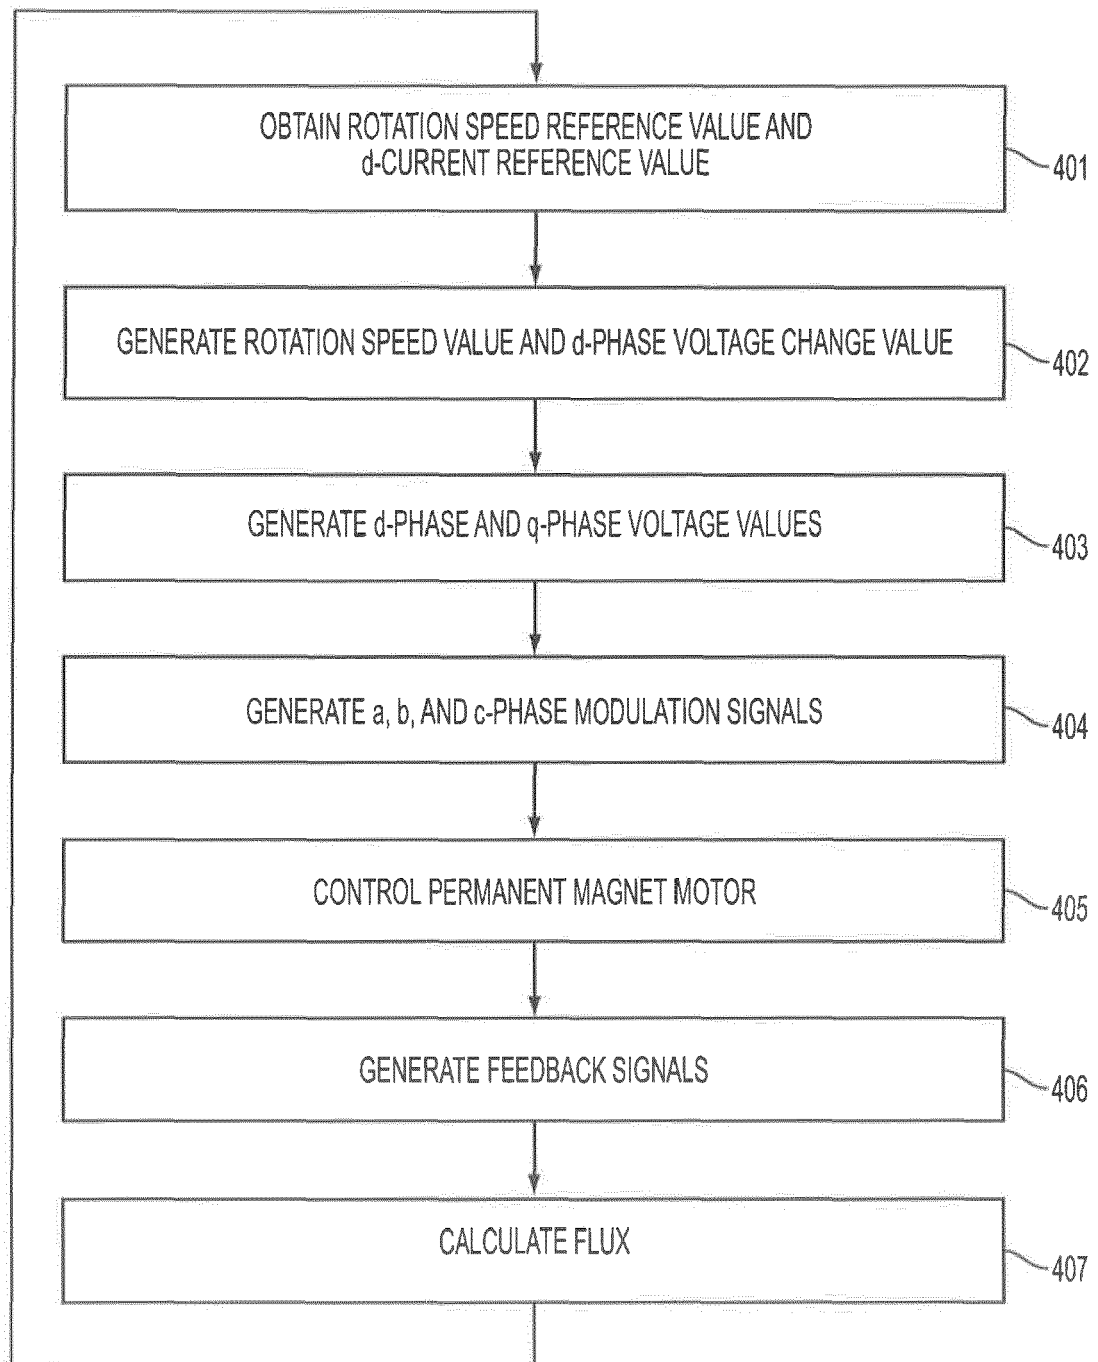 OBTAIN ROTATION SPEED REFERENCE VALUE AND
d-CURRENT REFERENCE VALUE
401
GENERATE ROTATION SPEED VALUE AND d-PHASE VOLTAGE CHANGE VALUE
402
GENERATE d-PHASE AND q-PHASE VOLTAGE VALUES
403
GENERATE a, b, AND c-PHASE MODULATION SIGNALS
404
CONTROL PERMANENT MAGNET MOTOR
405
GENERATE FEEDBACK SIGNALS
406
CALCULATE FLUX
407